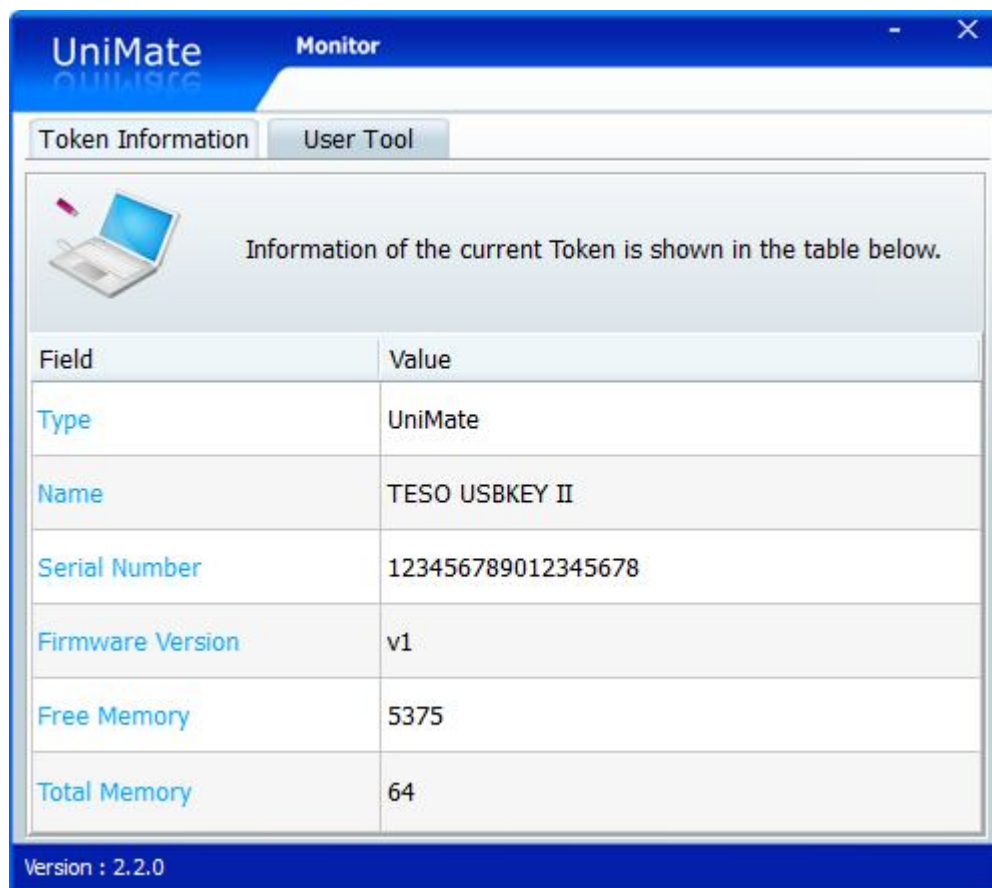 UniMate
Monitor
Token Information
User Tool
Information of the current Token is shown in the table below.
Field Value
Type UniMate
Name TESO USBKEY II
Serial Number 123456789012345678
Firmware Version v1
Free Memory 5375
Total Memory 64
Version : 2.2.0